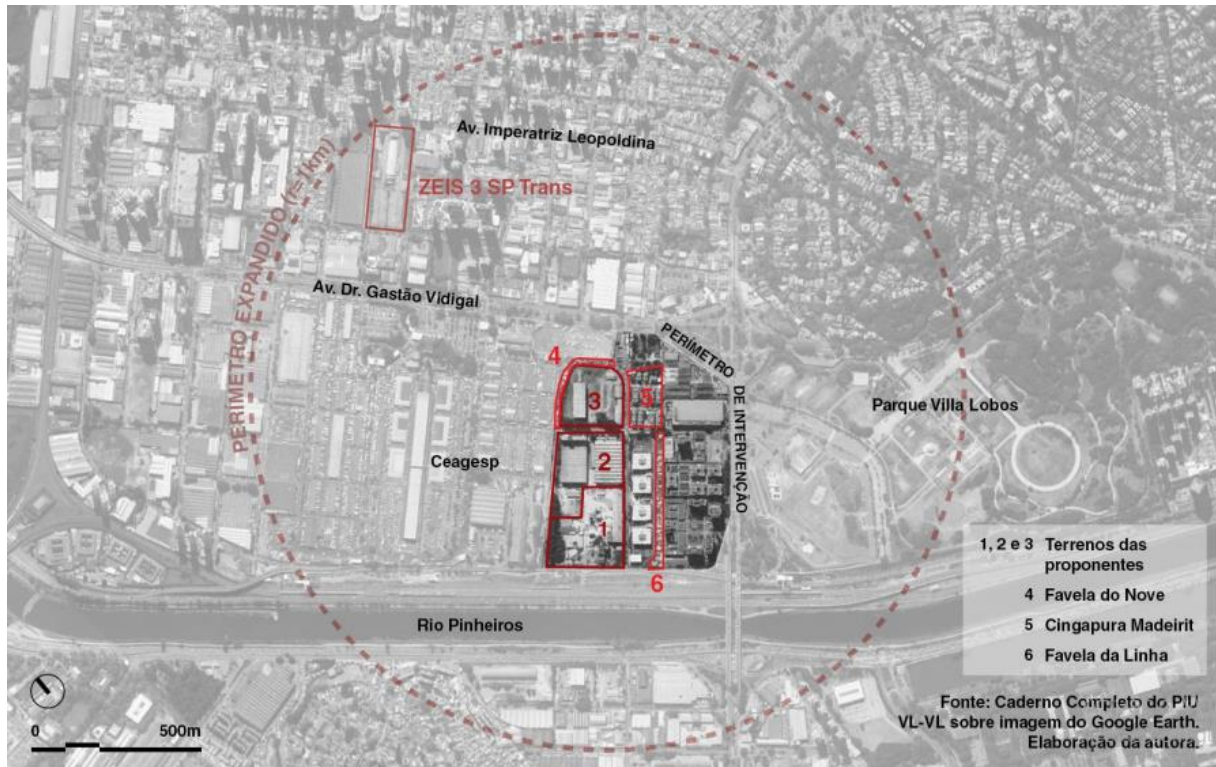 Av. Imperatriz Leopoldina
ZEIS 3 SP Trans
PERÍMETRO EXPANDIDO (r=1km)
Av. Dr. Gastão Vidigal
PERÍMETRO
DE INTERVENÇÃO
4
3
5
Parque Villa Lobos
Ceagesp
2
1
6
Rio Pinheiros
1, 2 e 3 Terrenos das
proponentes
4 Favela do Nove
5 Cingapura Madeirit
6 Favela da Linha
0 500m
Fonte: Caderno Completo do PIU
VL-VL sobre imagem do Google Earth.
Elaboração da autora.